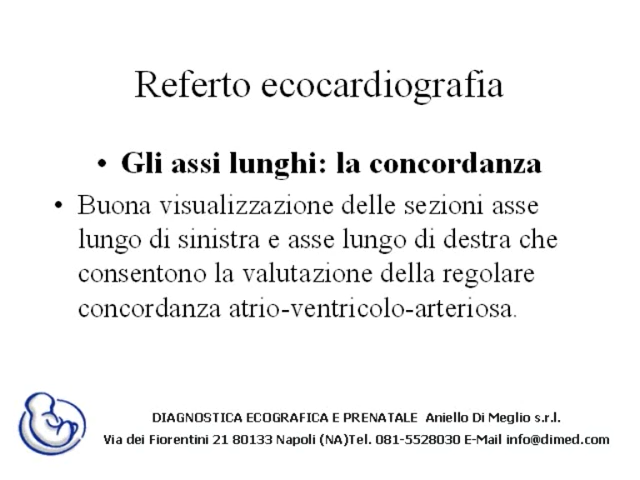 Referto ecocardiografia
• Gli assi lunghi: la concordanza
• Buona visualizzazione delle sezioni asse
lungo di sinistra e asse lungo di destra che
consentono la valutazione della regolare
concordanza atrio-ventricolo-arteriosa.
DIAGNOSTICA ECOGRAFICA E PRENATALE Aniello Di Meglio s.r.l.
Via dei Fiorentini 21 80133 Napoli (NA)Tel. 081-5528030 E-Mail info@dimed.com